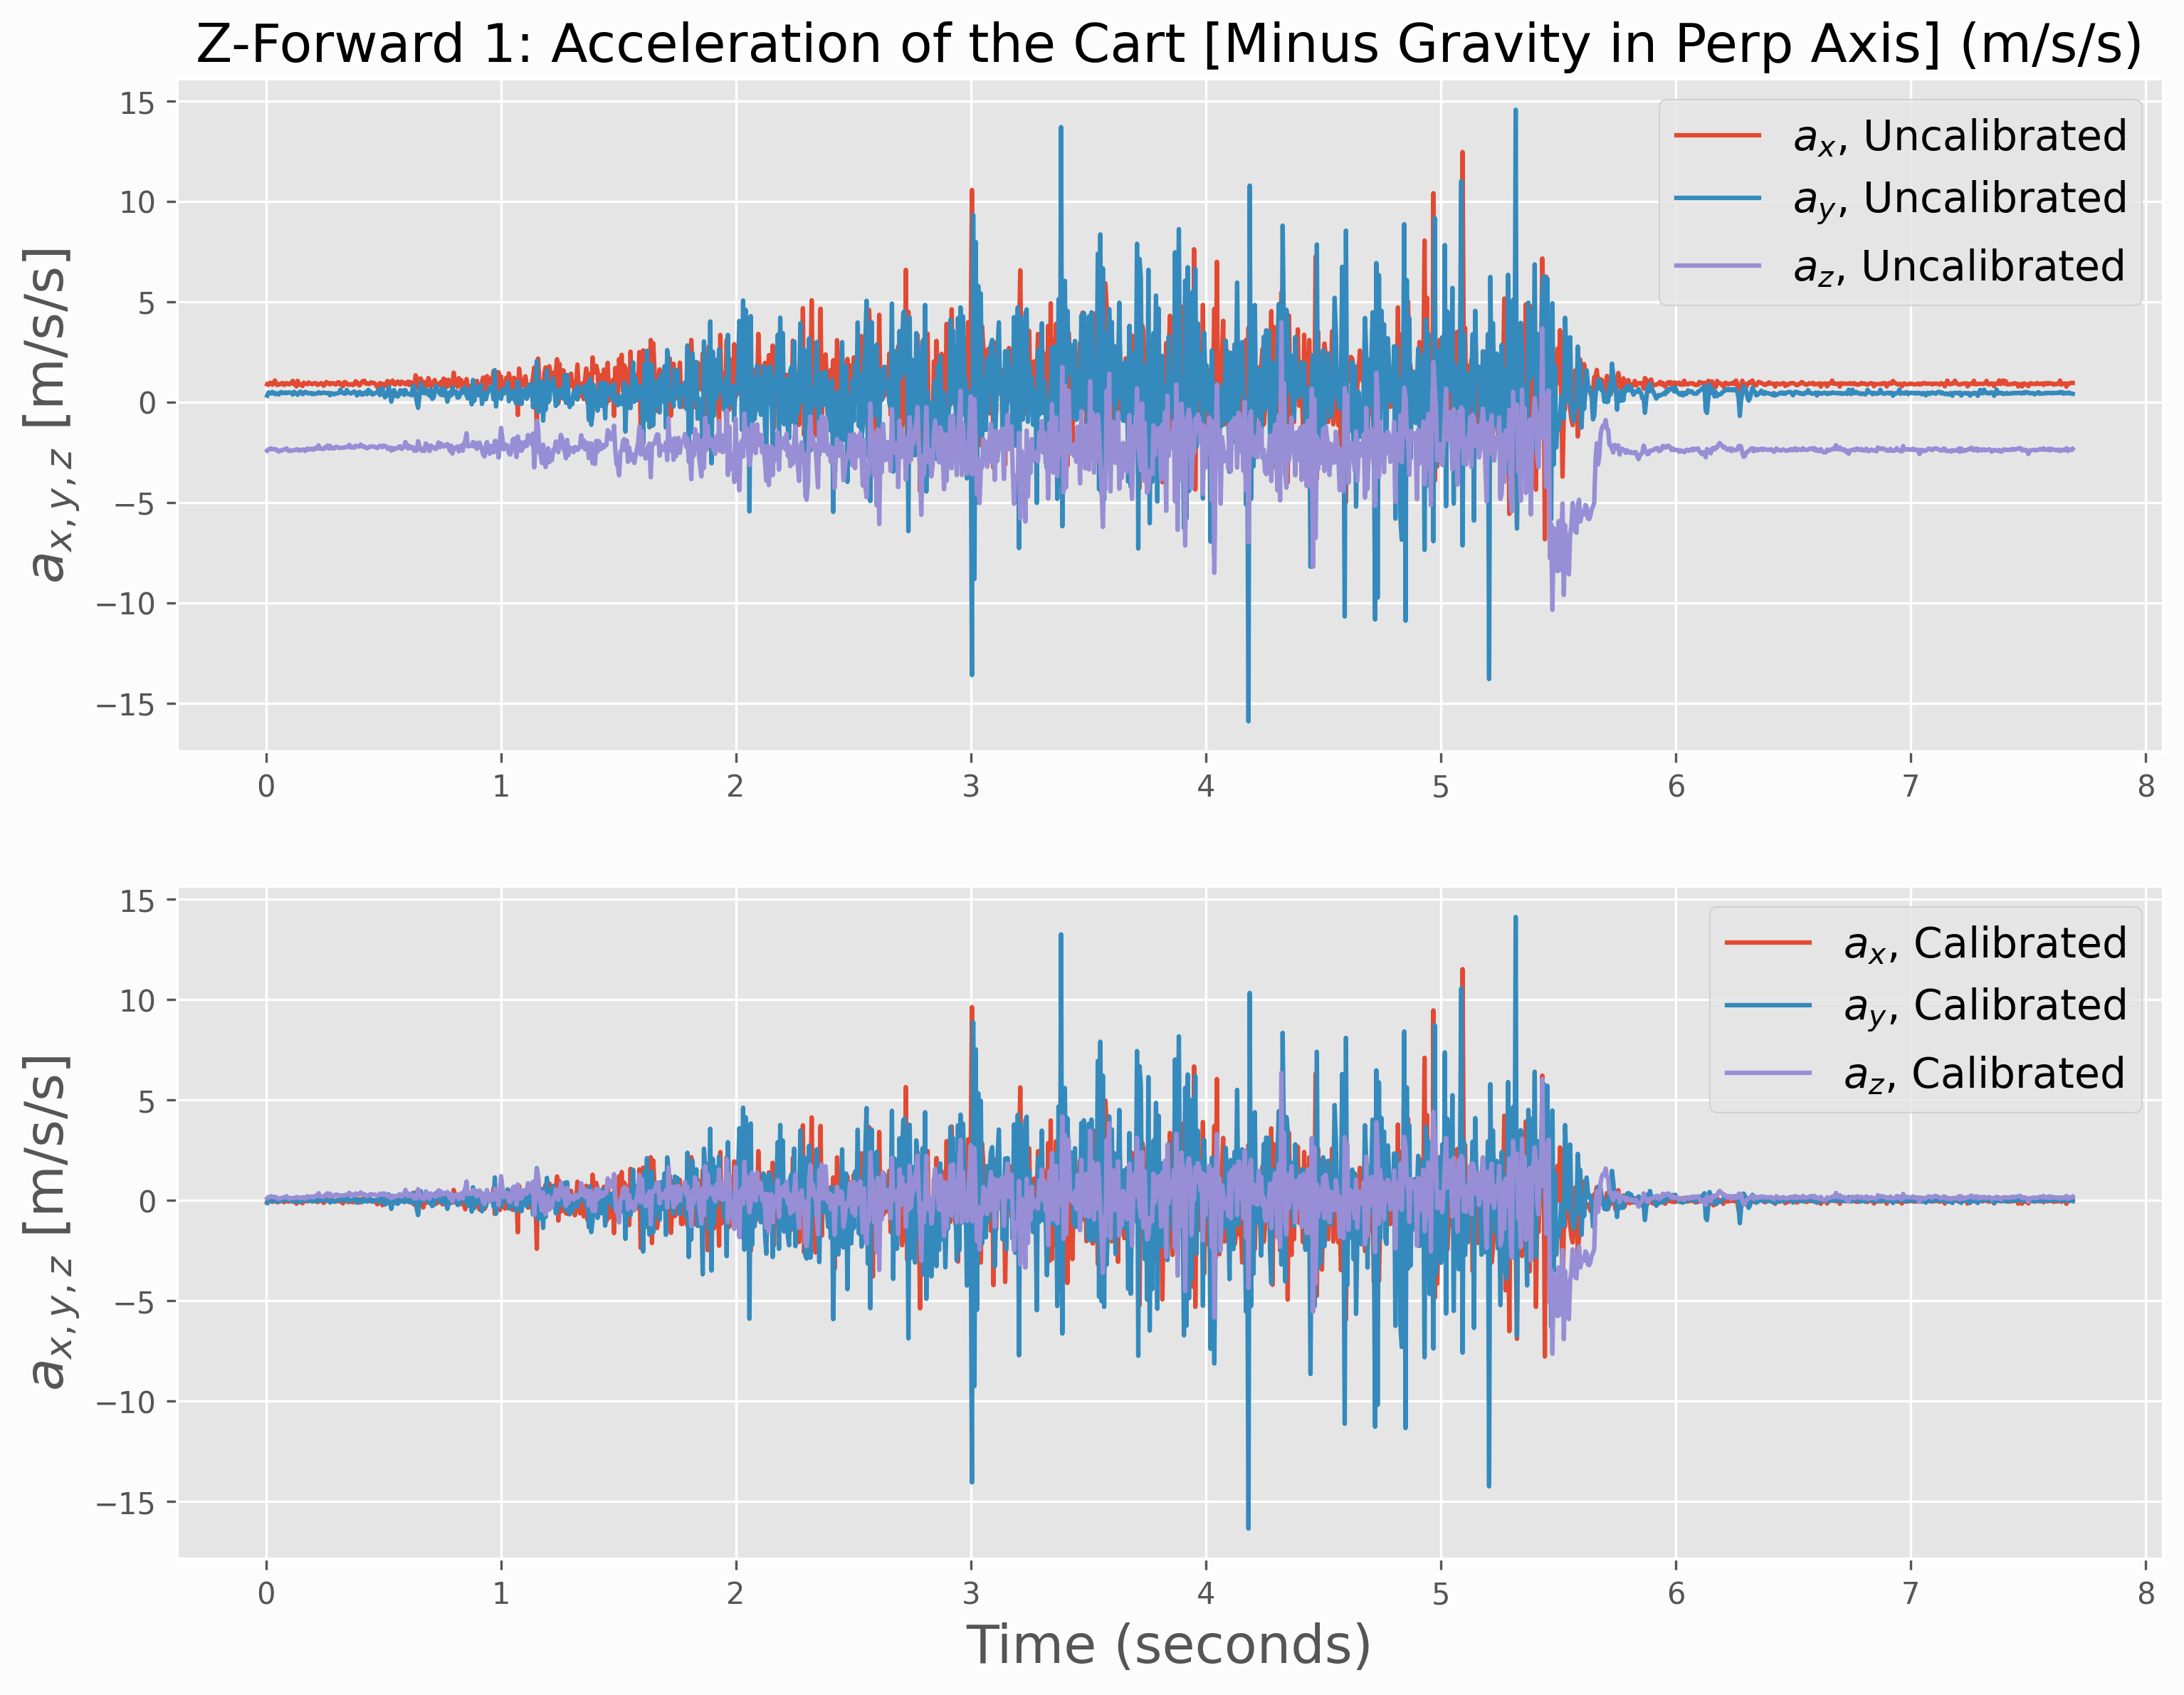 Z-Forward 1: Acceleration of the Cart [Minus Gravity in Perp Axis] (m/s/s)
15
10
5
0
−5
−10
−15
a_x,y,z [m/s/s]
a_x, Uncalibrated
a_y, Uncalibrated
a_z, Uncalibrated
0 1 2 3 4 5 6 7 8
15
10
5
0
−5
−10
−15
a_x,y,z [m/s/s]
a_x, Calibrated
a_y, Calibrated
a_z, Calibrated
0 1 2 3 4 5 6 7 8
Time (seconds)